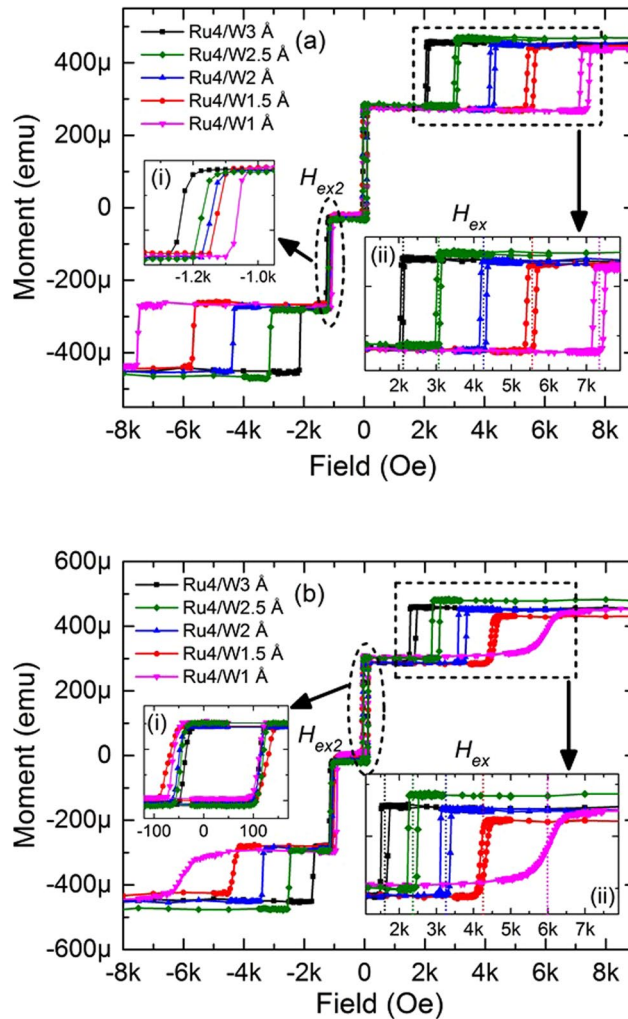 400μ
200μ
0
-200μ
-400μ
Moment (emu)
Ru4/W3 Å
Ru4/W2.5 Å
Ru4/W2 Å
Ru4/W1.5 Å
Ru4/W1 Å
(a)
(i)
-1.2k -1.0k
Hex2
Hex
(ii)
2k 3k 4k 5k 6k 7k
-8k -6k -4k -2k 0 2k 4k 6k 8k
Field (Oe)
600μ
400μ
200μ
0
-200μ
-400μ
-600μ
Moment (emu)
Ru4/W3 Å
Ru4/W2.5 Å
Ru4/W2 Å
Ru4/W1.5 Å
Ru4/W1 Å
(b)
(i)
-100 0 100
Hex2
Hex
(ii)
2k 3k 4k 5k 6k 7k
-8k -6k -4k -2k 0 2k 4k 6k 8k
Field (Oe)